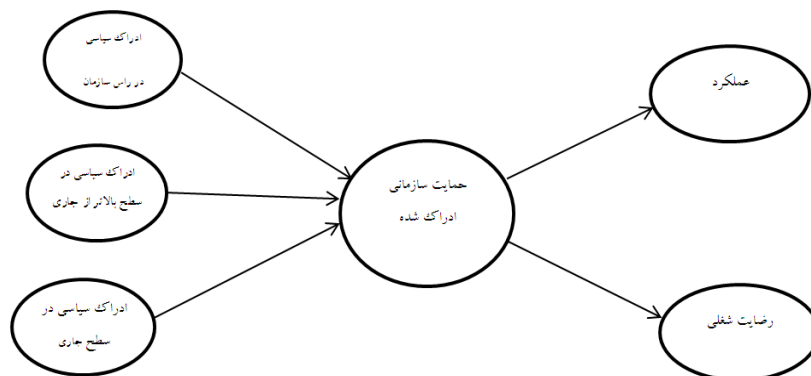 ادراک سیاسی
در راس سازمان
ادراک سیاسی در
سطح بالاتر از جاری
ادراک سیاسی در
سطح جاری
حمایت سازمانی
ادراک شده
عملکرد
رضایت شغلی